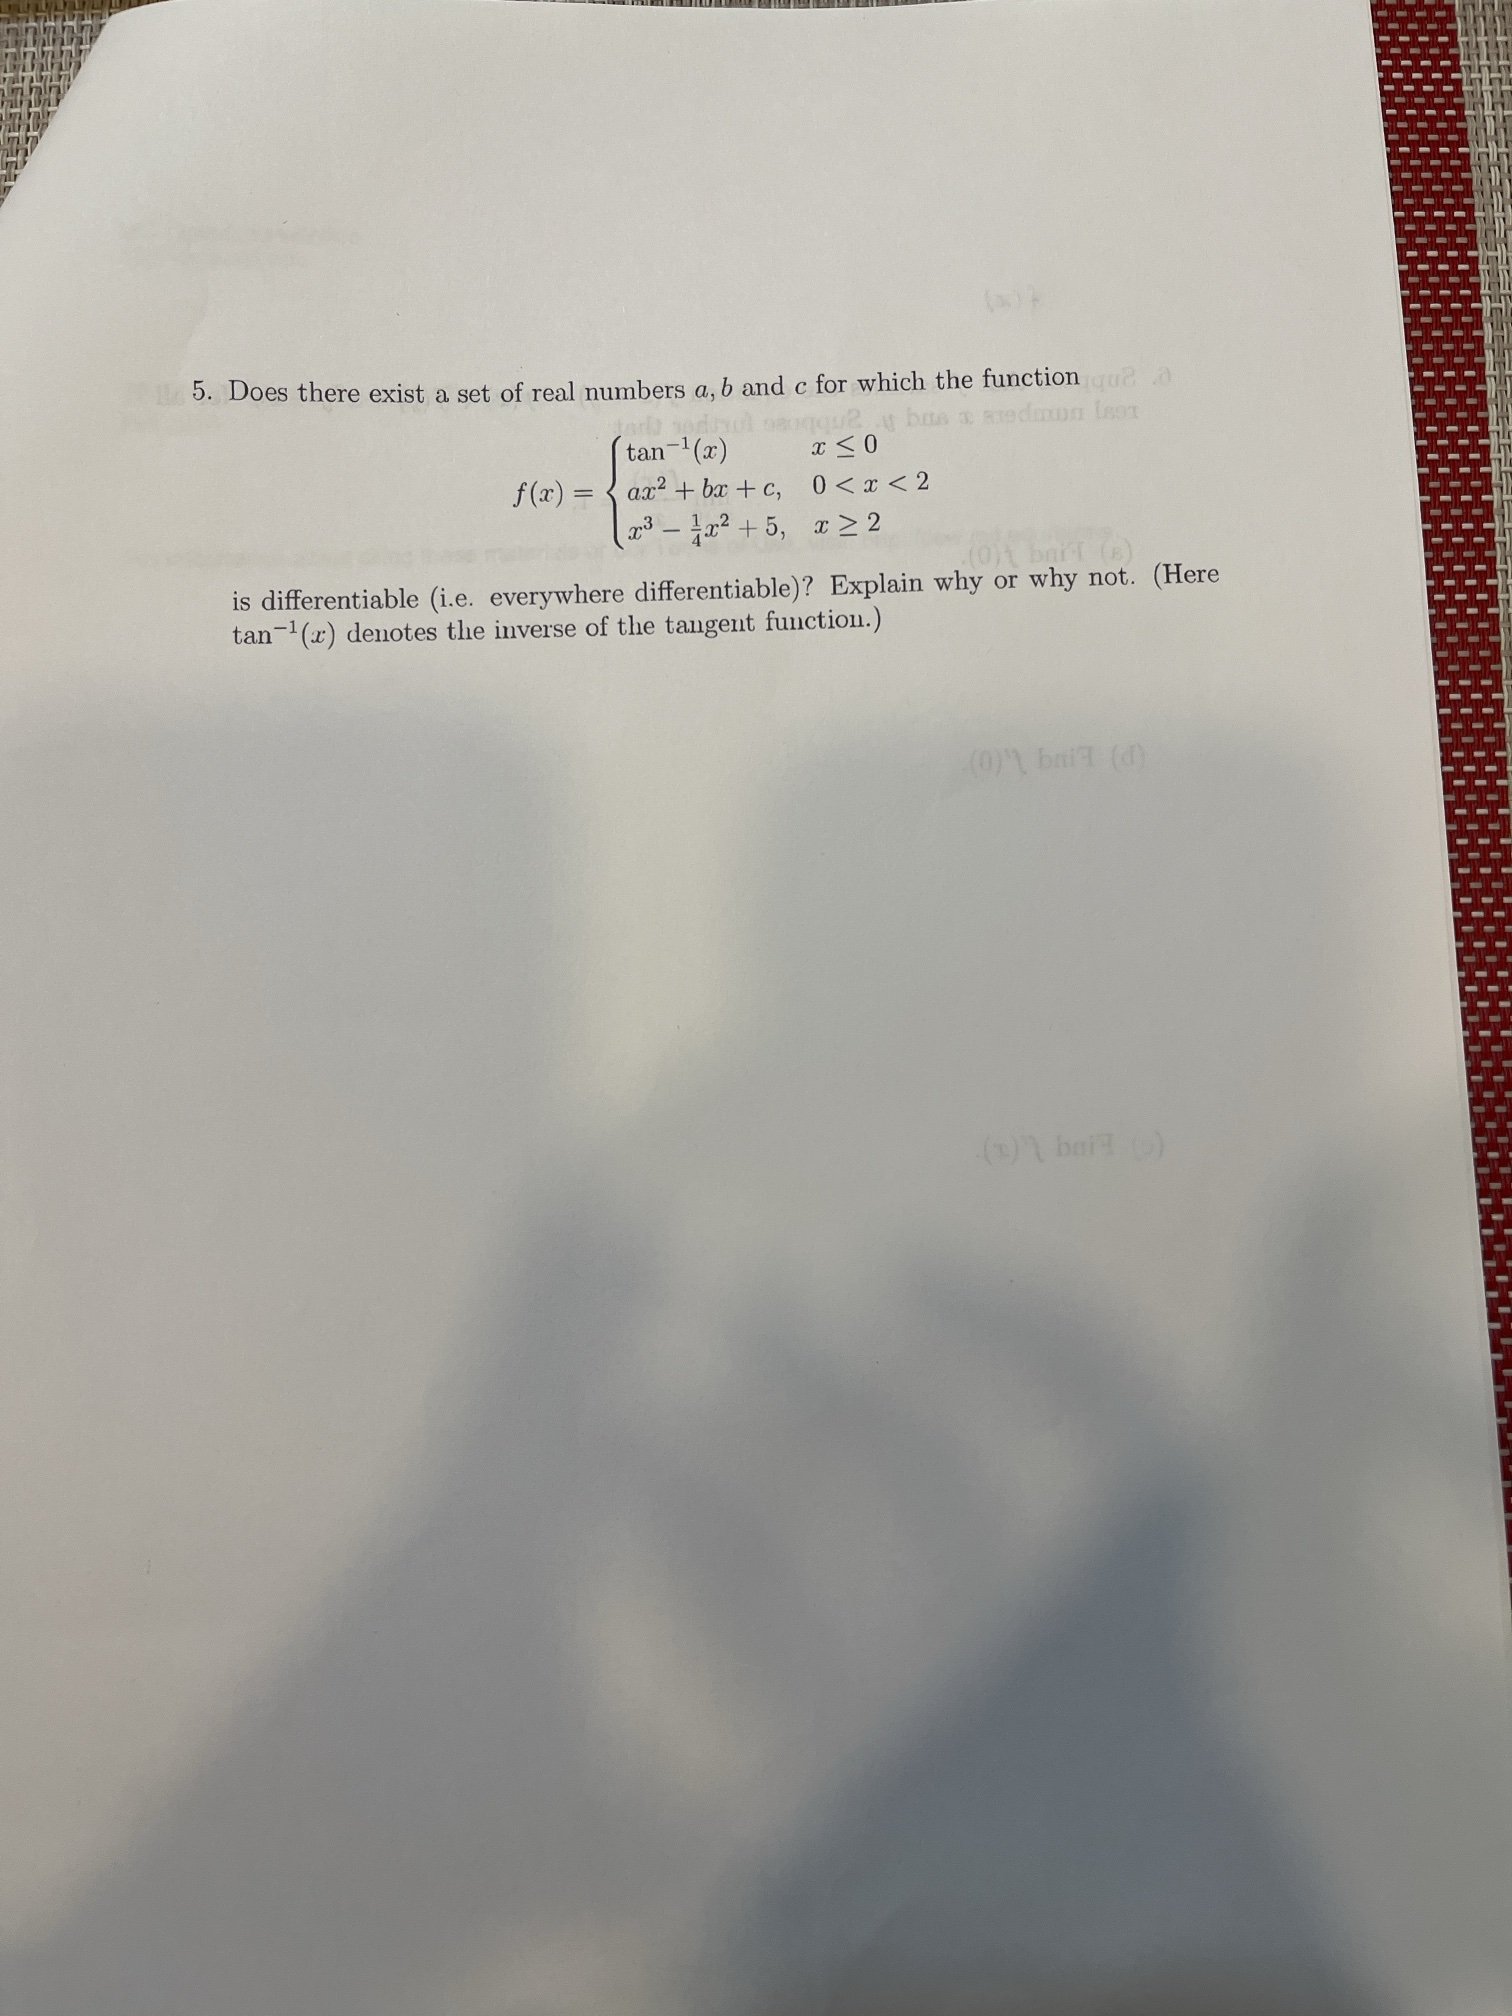 5. Does there exist a set of real numbers a, b and c for which the function
f(x) = { tan⁻¹(x) x ≤ 0
ax² + bx + c, 0 < x < 2
x³ − ¼x² + 5, x ≥ 2
is differentiable (i.e. everywhere differentiable)? Explain why or why not. (Here
tan⁻¹(x) denotes the inverse of the tangent function.)